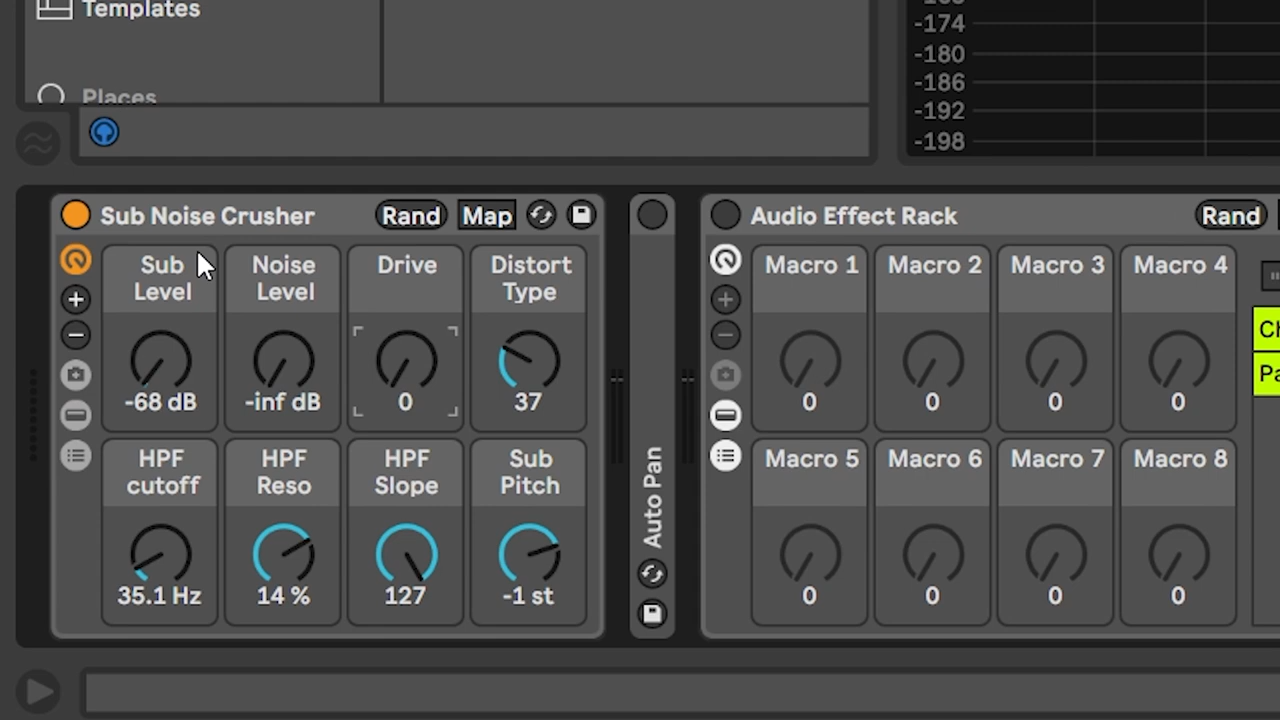 Templates
Places
-174
-180
-186
-192
-198
Sub Noise Crusher
Rand
Map
Sub
Level
-68 dB
Noise
Level
-inf dB
Drive
0
Distort
Type
37
HPF
cutoff
35.1 Hz
HPF
Reso
14 %
HPF
Slope
127
Sub
Pitch
-1 st
Auto Pan
Audio Effect Rack
Rand
Macro 1
0
Macro 2
0
Macro 3
0
Macro 4
0
Macro 5
0
Macro 6
0
Macro 7
0
Macro 8
0